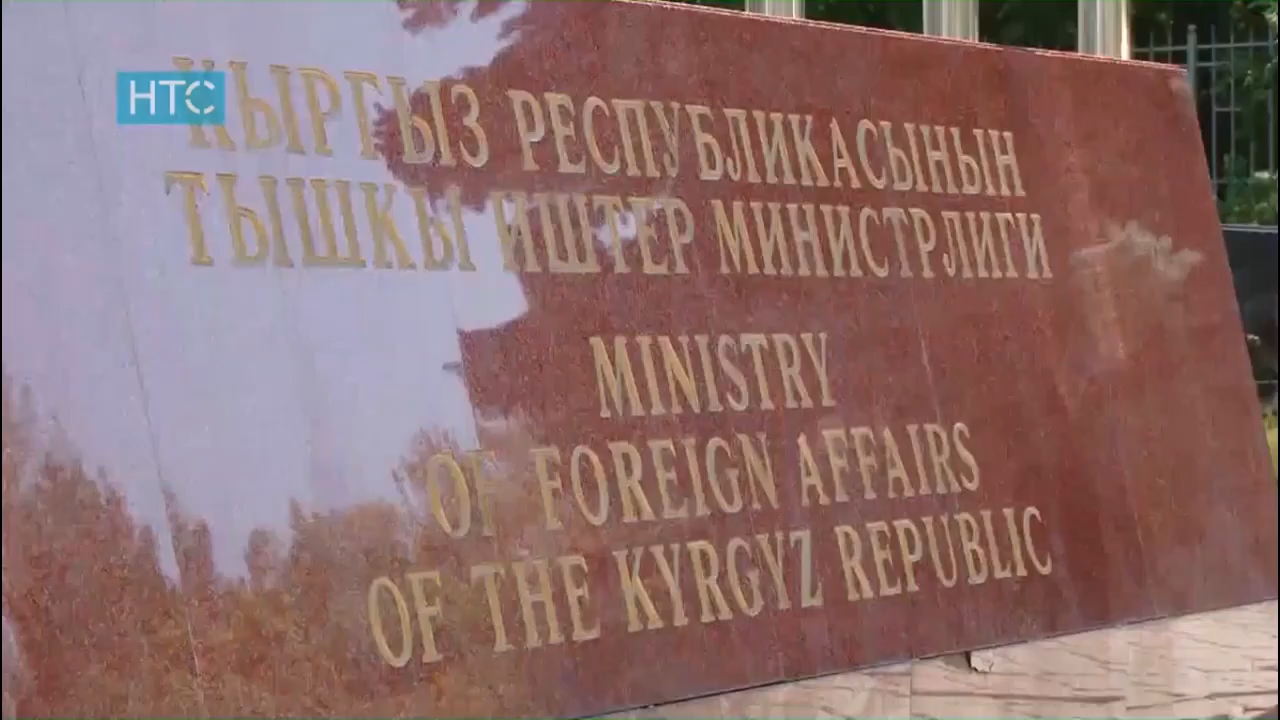 НТС
КЫРГЫЗ РЕСПУБЛИКАСЫНЫН
ТЫШКЫ ИШТЕР МИНИСТРЛИГИ
MINISTRY
OF FOREIGN AFFAIRS
OF THE KYRGYZ REPUBLIC